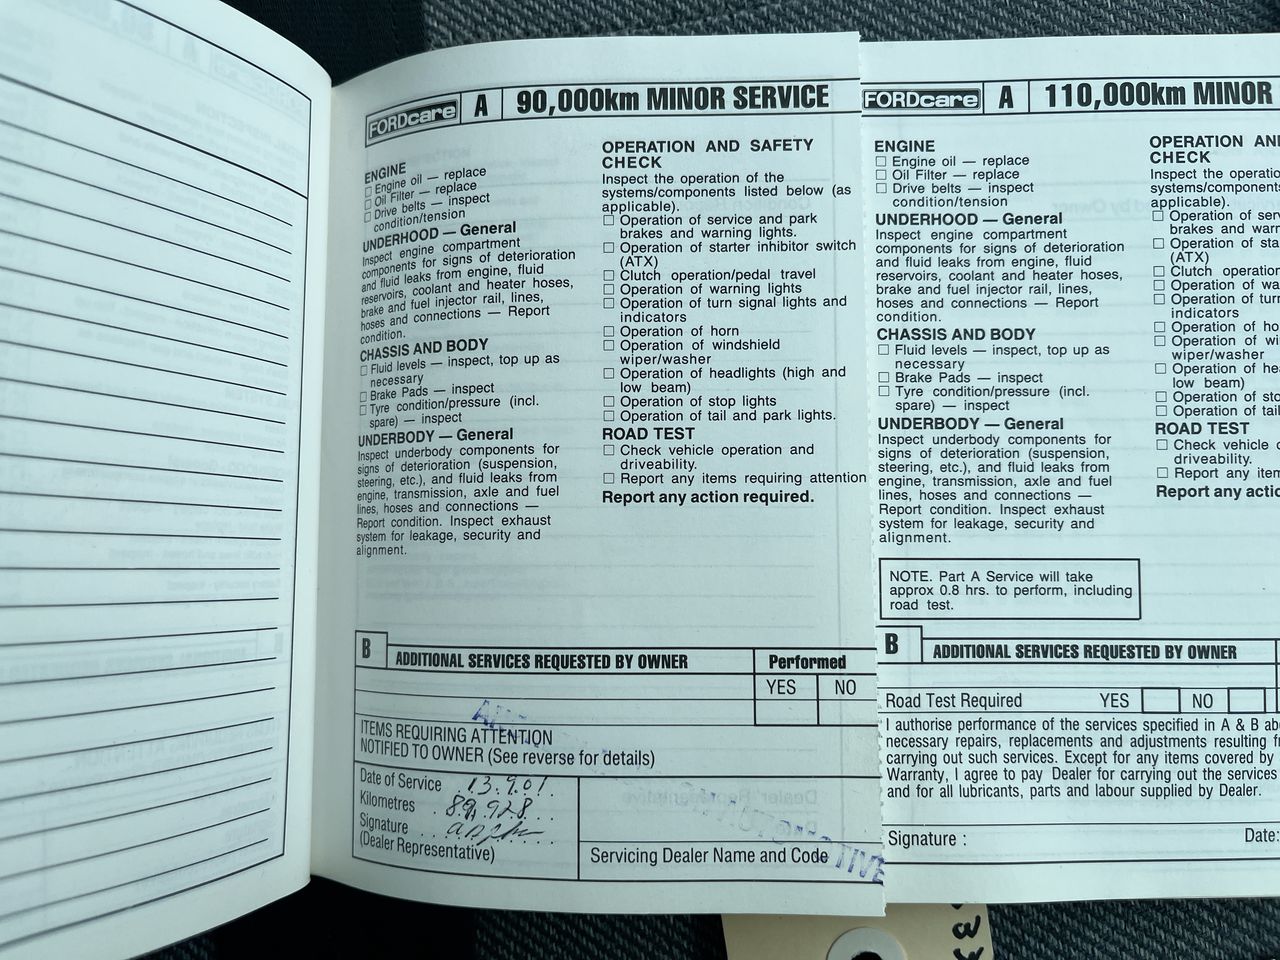 FORDcare A 90,000km MINOR SERVICE
ENGINE
☐ Engine oil — replace
☐ Oil Filter — replace
☐ Drive belts — inspect
condition/tension
UNDERHOOD — General
Inspect engine compartment
components for signs of deterioration
and fluid leaks from engine, fluid
reservoirs, coolant and heater hoses,
brake and fuel injector rail, lines,
hoses and connections — Report
condition.
CHASSIS AND BODY
☐ Fluid levels — inspect, top up as
necessary
☐ Brake Pads — inspect
☐ Tyre condition/pressure (incl.
spare) — inspect
UNDERBODY — General
Inspect underbody components for
signs of deterioration (suspension,
steering, etc.), and fluid leaks from
engine, transmission, axle and fuel
lines, hoses and connections —
Report condition. Inspect exhaust
system for leakage, security and
alignment.
OPERATION AND SAFETY
CHECK
Inspect the operation of the
systems/components listed below (as
applicable).
☐ Operation of service and park
brakes and warning lights.
☐ Operation of starter inhibitor switch
(ATX)
☐ Clutch operation/pedal travel
☐ Operation of warning lights
☐ Operation of turn signal lights and
indicators
☐ Operation of horn
☐ Operation of windshield
wiper/washer
☐ Operation of headlights (high and
low beam)
☐ Operation of stop lights
☐ Operation of tail and park lights.
ROAD TEST
☐ Check vehicle operation and
driveability.
☐ Report any items requiring attention
Report any action required.
B ADDITIONAL SERVICES REQUESTED BY OWNER Performed
YES NO
ITEMS REQUIRING ATTENTION
NOTIFIED TO OWNER (See reverse for details)
Date of Service 13.9.01
Kilometres 89,928
Signature
(Dealer Representative)
Servicing Dealer Name and Code
FORDcare A 110,000km MINOR
ENGINE
☐ Engine oil — replace
☐ Oil Filter — replace
☐ Drive belts — inspect
condition/tension
UNDERHOOD — General
Inspect engine compartment
components for signs of deterioration
and fluid leaks from engine, fluid
reservoirs, coolant and heater hoses,
brake and fuel injector rail, lines,
hoses and connections — Report
condition.
CHASSIS AND BODY
☐ Fluid levels — inspect, top up as
necessary
☐ Brake Pads — inspect
☐ Tyre condition/pressure (incl.
spare) — inspect
UNDERBODY — General
Inspect underbody components for
signs of deterioration (suspension,
steering, etc.), and fluid leaks from
engine, transmission, axle and fuel
lines, hoses and connections —
Report condition. Inspect exhaust
system for leakage, security and
alignment.
NOTE. Part A Service will take
approx 0.8 hrs. to perform, including
road test.
OPERATION
CHECK
Inspect the
systems/components
applicable).
☐ Operation of
brakes and
☐ Operation of
(ATX)
☐ Clutch
☐ Operation of
☐ Operation of
indicators
☐ Operation of
☐ Operation of
wiper/washer
☐ Operation of
low beam)
☐ Operation of
☐ Operation of
ROAD TEST
☐ Check vehicle
driveability.
☐ Report any
Report any
B ADDITIONAL SERVICES REQUESTED BY OWNER
Road Test Required YES NO
I authorise performance of the services specified in A & B
necessary repairs, replacements and adjustments resulting
carrying out such services. Except for any items covered by
Warranty, I agree to pay Dealer for carrying out the services
and for all lubricants, parts and labour supplied by Dealer.
Signature : Date: